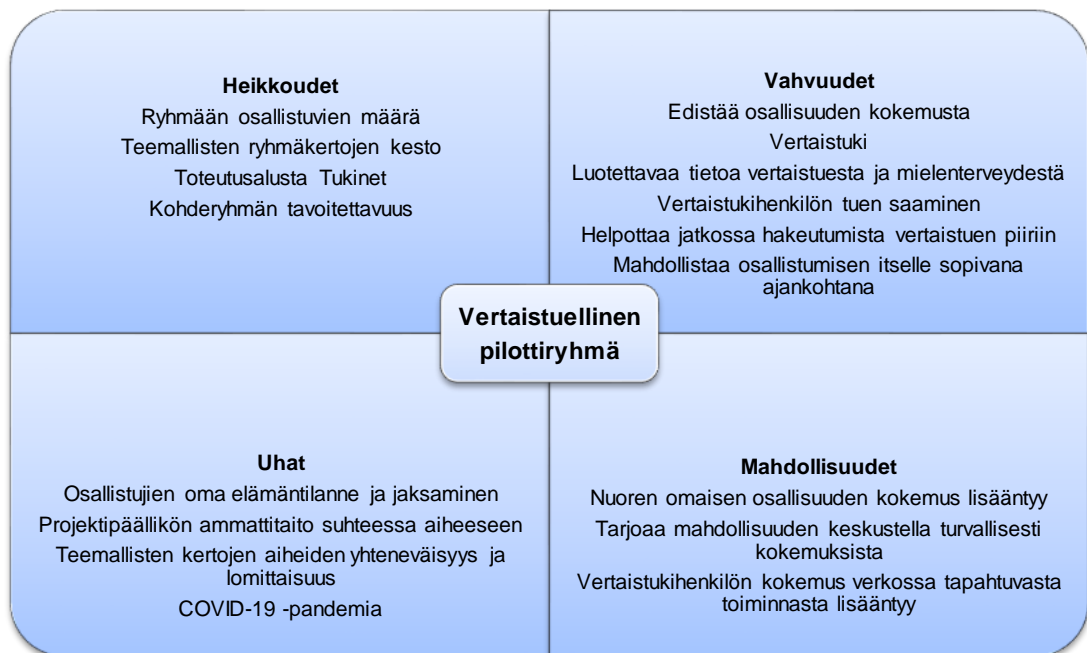 Heikkoudet
Ryhmään osallistuvien määrä
Teemallisten ryhmäkertojen kesto
Toteutusalusta Tukinet
Kohderyhmän tavoitettavuus
Vahvuudet
Edistää osallisuuden kokemusta
Vertaistuki
Luotettavaa tietoa vertaistuesta ja mielenterveydestä
Vertaistukihenkilön tuen saaminen
Helpottaa jatkossa hakeutumista vertaistuen piiriin
Mahdollistaa osallistumisen itselle sopivana
ajankohtana
Vertaistuellinen
pilottiryhmä
Uhat
Osallistujien oma elämäntilanne ja jaksaminen
Projektipäällikön ammattitaito suhteessa aiheeseen
Teemallisten kertojen aiheiden yhteneväisyys ja
lomittaisuus
COVID-19 -pandemia
Mahdollisuudet
Nuoren omaisen osallisuuden kokemus lisääntyy
Tarjoaa mahdollisuuden keskustella turvallisesti
kokemuksista
Vertaistukihenkilön kokemus verkossa tapahtuvasta
toiminnasta lisääntyy